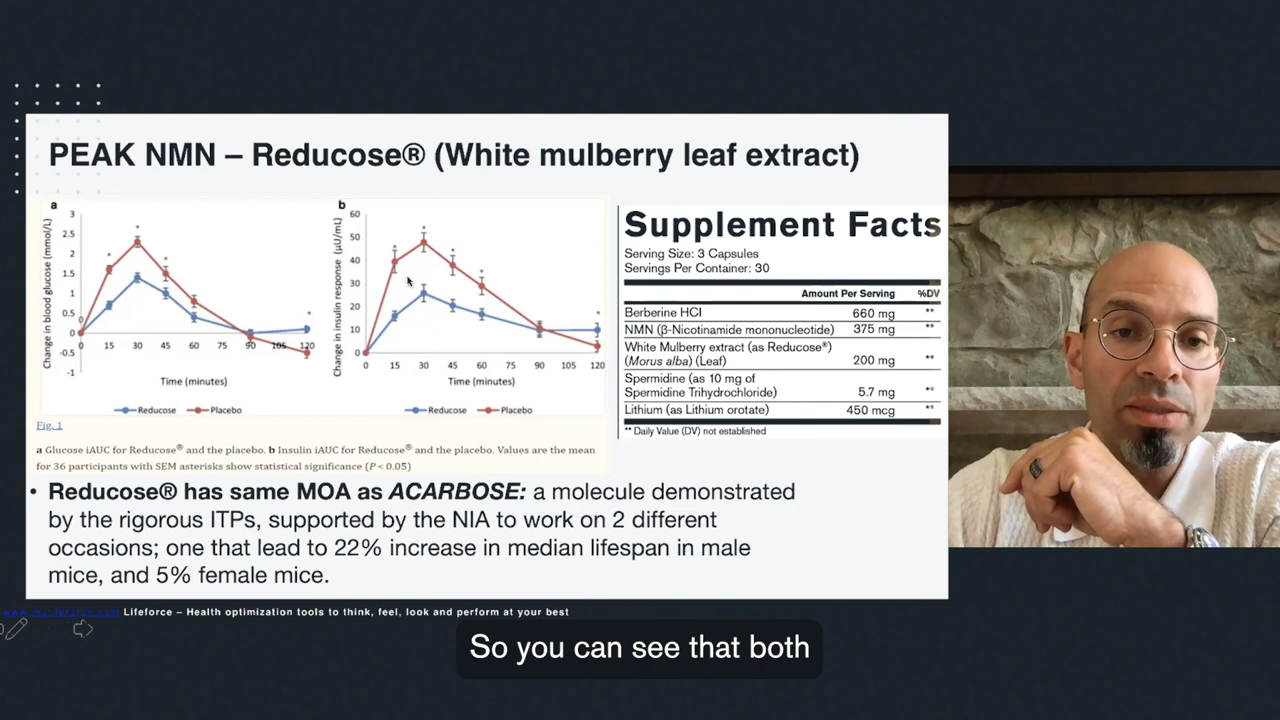 PEAK NMN – Reducose® (White mulberry leaf extract)
a
Change in blood glucose (mmol/L)
3
2.5
2
1.5
1
0.5
0
-0.5
-1
0
0 15 30 45 60 75 90 105 120
Time (minutes)
Reducose Placebo
b
Change in insulin response (µU/mL)
60
50
40
30
20
10
0
0 15 30 45 60 75 90 105 120
Time (minutes)
Reducose Placebo
Fig. 1
a Glucose iAUC for Reducose® and the placebo. b Insulin iAUC for Reducose® and the placebo. Values are the mean
for 36 participants with SEM asterisks show statistical significance (P < 0.05)
Supplement Facts
Serving Size: 3 Capsules
Servings Per Container: 30
Amount Per Serving %DV
Berberine HCl 660 mg **
NMN (β-Nicotinamide mononucleotide) 375 mg **
White Mulberry extract (as Reducose®)
(Morus alba) (Leaf) 200 mg **
Spermidine (as 10 mg of
Spermidine Trihydrochloride) 5.7 mg **
Lithium (as Lithium orotate) 450 mcg **
** Daily Value (DV) not established
• Reducose® has same MOA as ACARBOSE: a molecule demonstrated
by the rigorous ITPs, supported by the NIA to work on 2 different
occasions; one that lead to 22% increase in median lifespan in male
mice, and 5% female mice.
Lifeforce – Health optimization tools to think, feel, look and perform at your best
So you can see that both